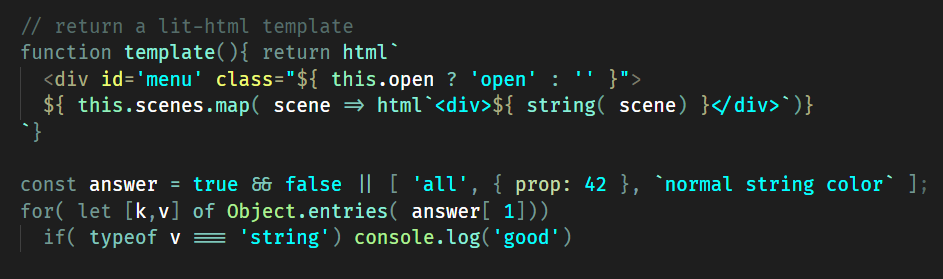 // return a lit-html template
function template(){ return html`
  <div id='menu' class="${ this.open ? 'open' : '' }">
  ${ this.scenes.map( scene => html`<div>${ string( scene) }</div>`)}
`}

const answer = true && false || [ 'all', { prop: 42 }, `normal string color` ];
for( let [k,v] of Object.entries( answer[ 1]))
  if( typeof v === 'string') console.log('good')